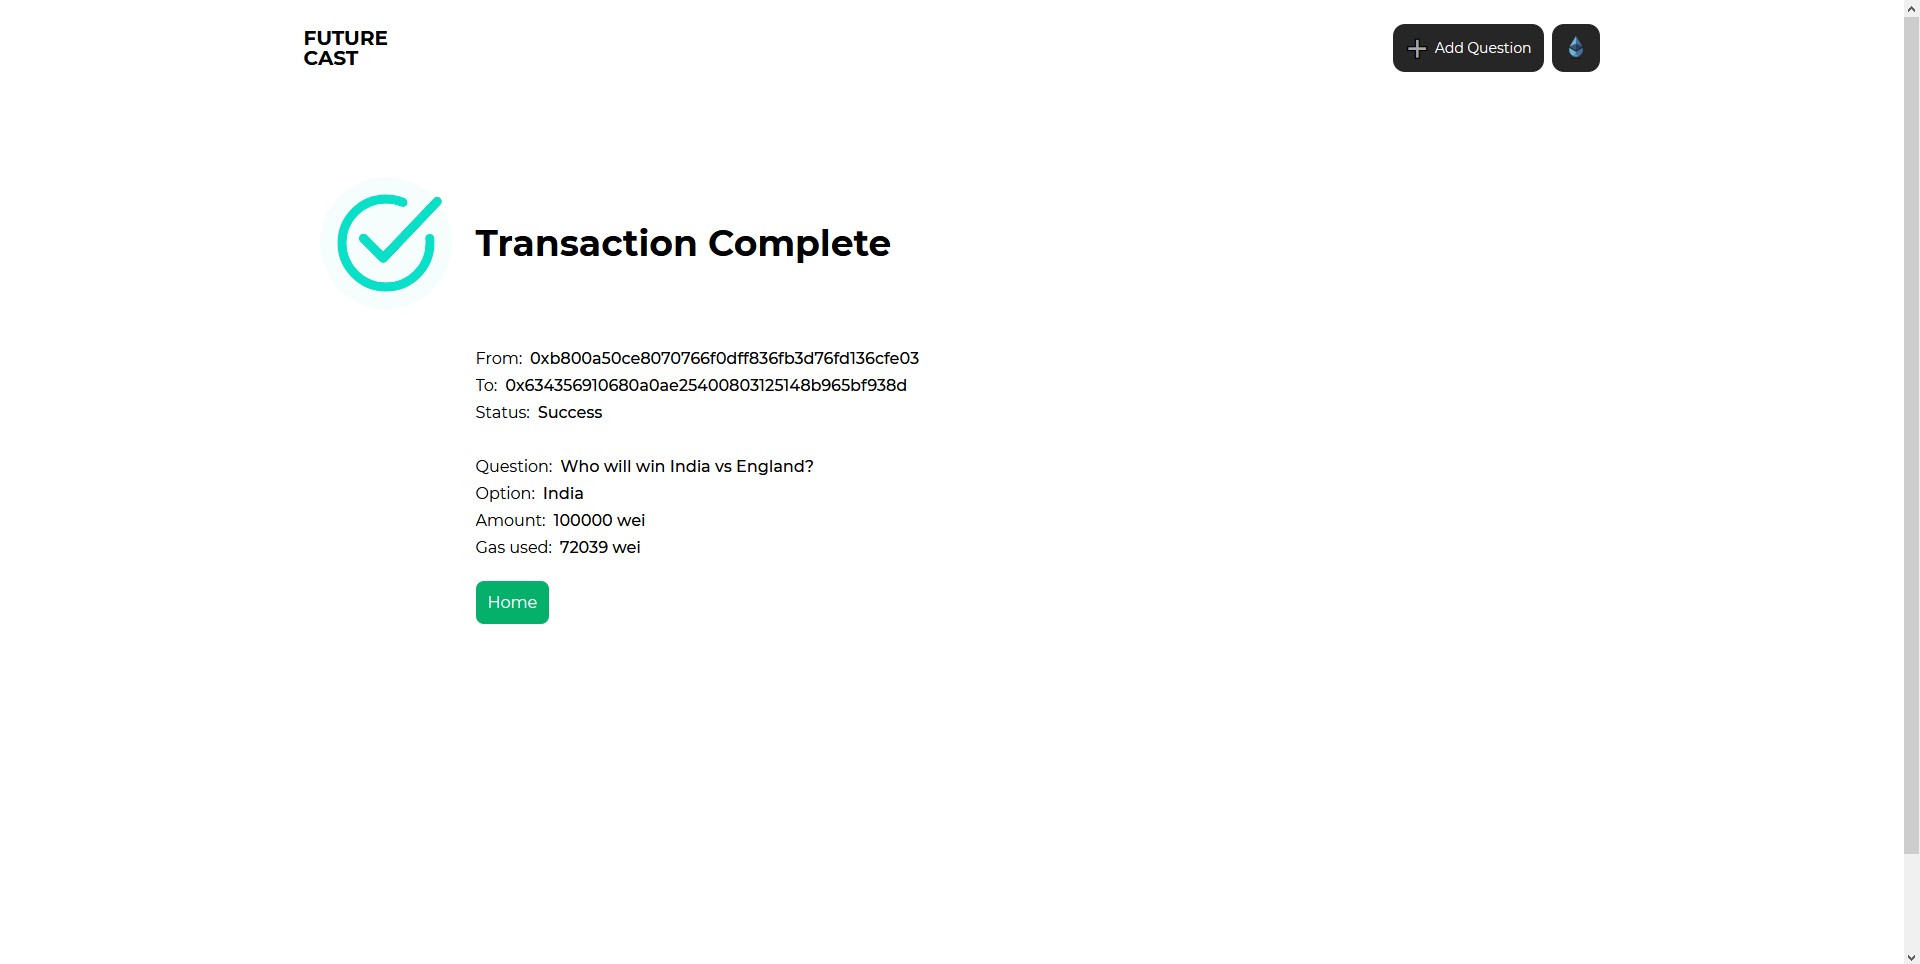 FUTURE
CAST
Add Question
Transaction Complete
From: 0xb800a50ce8070766f0dff836fb3d76fd136cfe03
To: 0x634356910680a0ae25400803125148b965bf938d
Status: Success
Question: Who will win India vs England?
Option: India
Amount: 100000 wei
Gas used: 72039 wei
Home